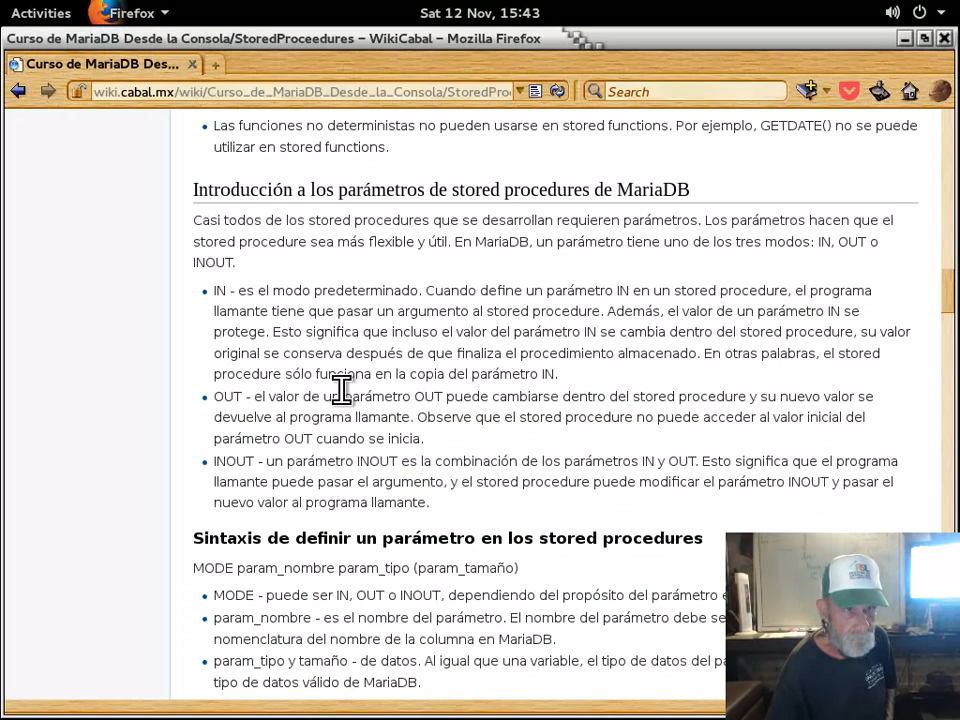 Activities Firefox Sat 12 Nov, 15:43
Curso de MariaDB Desde la Consola/StoredProceedures – WikiCabal – Mozilla Firefox
Curso de MariaDB Des...
wiki.cabal.mx/wiki/Curso_de_MariaDB_Desde_la_Consola/StoredPro Search
Las funciones no deterministas no pueden usarse en stored functions. Por ejemplo, GETDATE() no se puede
utilizar en stored functions.
Introducción a los parámetros de stored procedures de MariaDB
Casi todos de los stored procedures que se desarrollan requieren parámetros. Los parámetros hacen que el
stored procedure sea más flexible y útil. En MariaDB, un parámetro tiene uno de los tres modos: IN, OUT o
INOUT.
IN - es el modo predeterminado. Cuando define un parámetro IN en un stored procedure, el programa
llamante tiene que pasar un argumento al stored procedure. Además, el valor de un parámetro IN se
protege. Esto significa que incluso el valor del parámetro IN se cambia dentro del stored procedure, su valor
original se conserva después de que finaliza el procedimiento almacenado. En otras palabras, el stored
procedure sólo funciona en la copia del parámetro IN.
OUT - el valor de un parámetro OUT puede cambiarse dentro del stored procedure y su nuevo valor se
devuelve al programa llamante. Observe que el stored procedure no puede acceder al valor inicial del
parámetro OUT cuando se inicia.
INOUT - un parámetro INOUT es la combinación de los parámetros IN y OUT. Esto significa que el programa
llamante puede pasar el argumento, y el stored procedure puede modificar el parámetro INOUT y pasar el
nuevo valor al programa llamante.
Sintaxis de definir un parámetro en los stored procedures
MODE param_nombre param_tipo (param_tamaño)
MODE - puede ser IN, OUT o INOUT, dependiendo del propósito del parámetro
param_nombre - es el nombre del parámetro. El nombre del parámetro debe se
nomenclatura del nombre de la columna en MariaDB.
param_tipo y tamaño - de datos. Al igual que una variable, el tipo de datos del pa
tipo de datos válido de MariaDB.